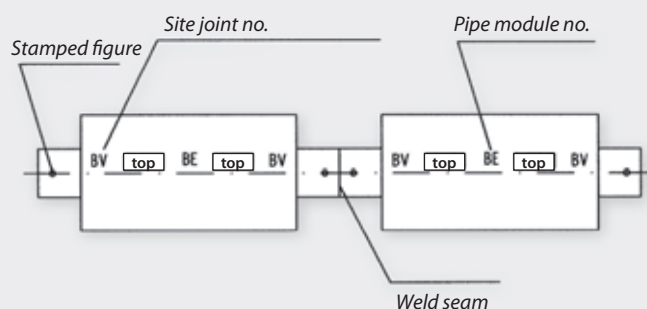 Site joint no.
Pipe module no.
Stamped figure
BV top BE top BV
BV top BE top BV
Weld seam